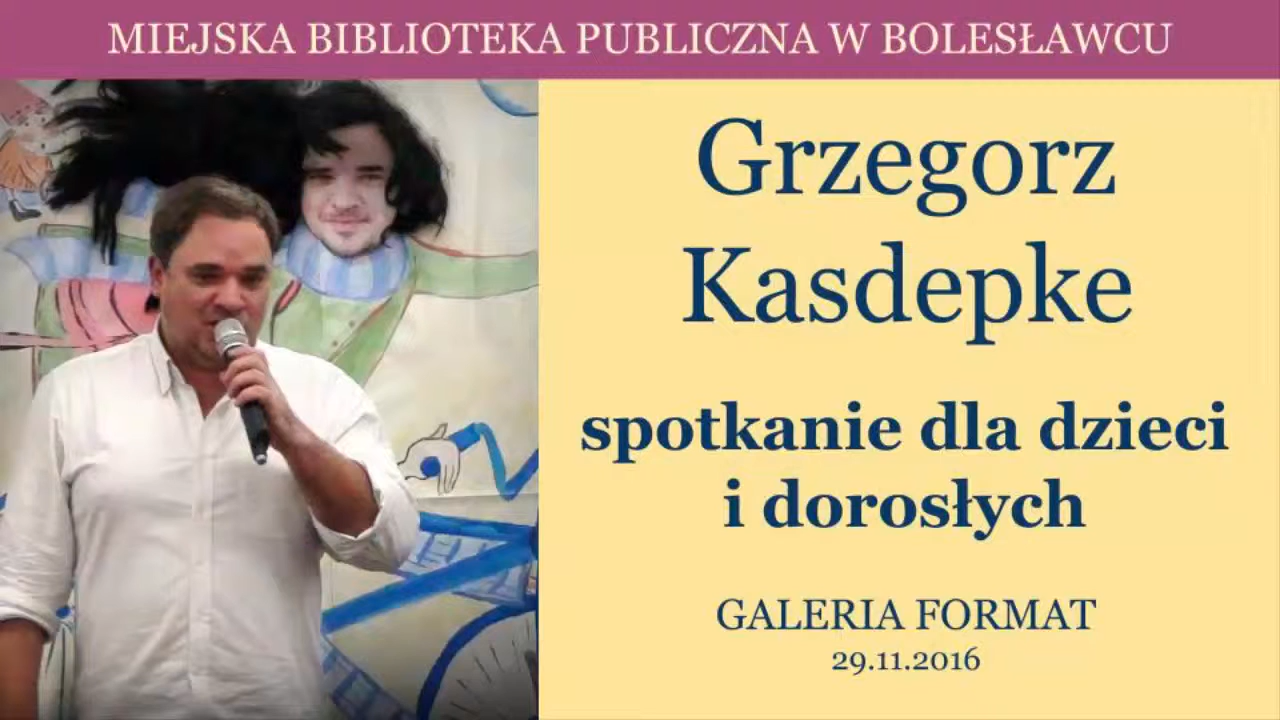 MIEJSKA BIBLIOTEKA PUBLICZNA W BOLESŁAWCU
Grzegorz
Kasdepke
spotkanie dla dzieci
i dorosłych
GALERIA FORMAT
29.11.2016